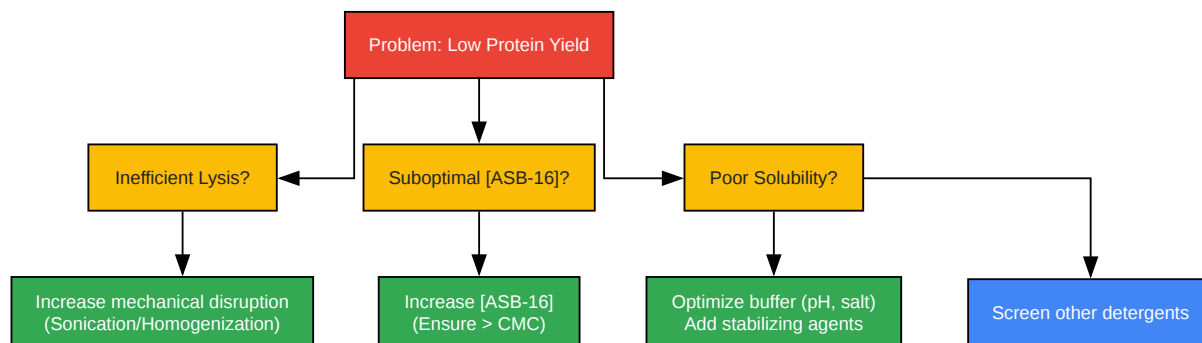 Problem: Low Protein Yield
Inefficient Lysis?
Suboptimal [ASB-16]?
Poor Solubility?
Increase mechanical disruption
(Sonication/Homogenization)
Increase [ASB-16]
(Ensure > CMC)
Optimize buffer (pH, salt)
Add stabilizing agents
Screen other detergents